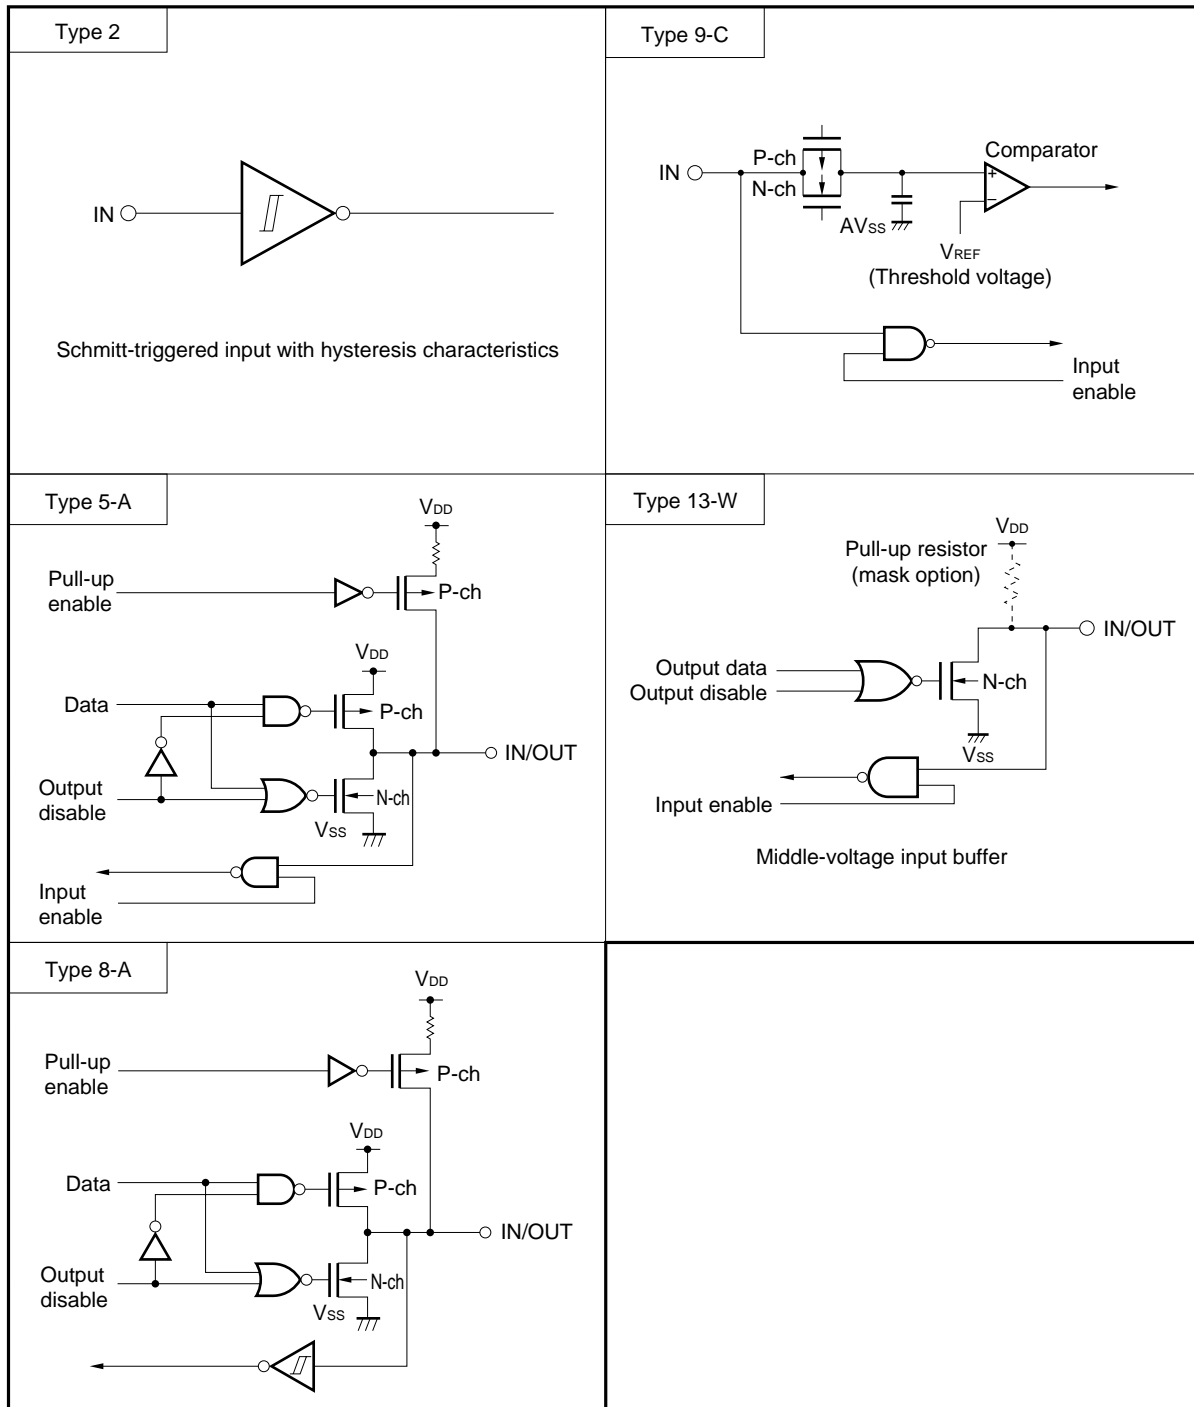 Type 2
IN
Schmitt-triggered input with hysteresis characteristics
Type 9-C
P-ch
IN
N-ch
Comparator
+
−
AVSS
VREF
(Threshold voltage)
Input
enable
Type 5-A
VDD
Pull-up
enable
P-ch
VDD
Data
P-ch
IN/OUT
Output
disable
N-ch
VSS
Input
enable
Type 13-W
VDD
Pull-up resistor
(mask option)
IN/OUT
Output data
Output disable
N-ch
VSS
Input enable
Middle-voltage input buffer
Type 8-A
VDD
Pull-up
enable
P-ch
VDD
Data
P-ch
IN/OUT
Output
disable
N-ch
VSS